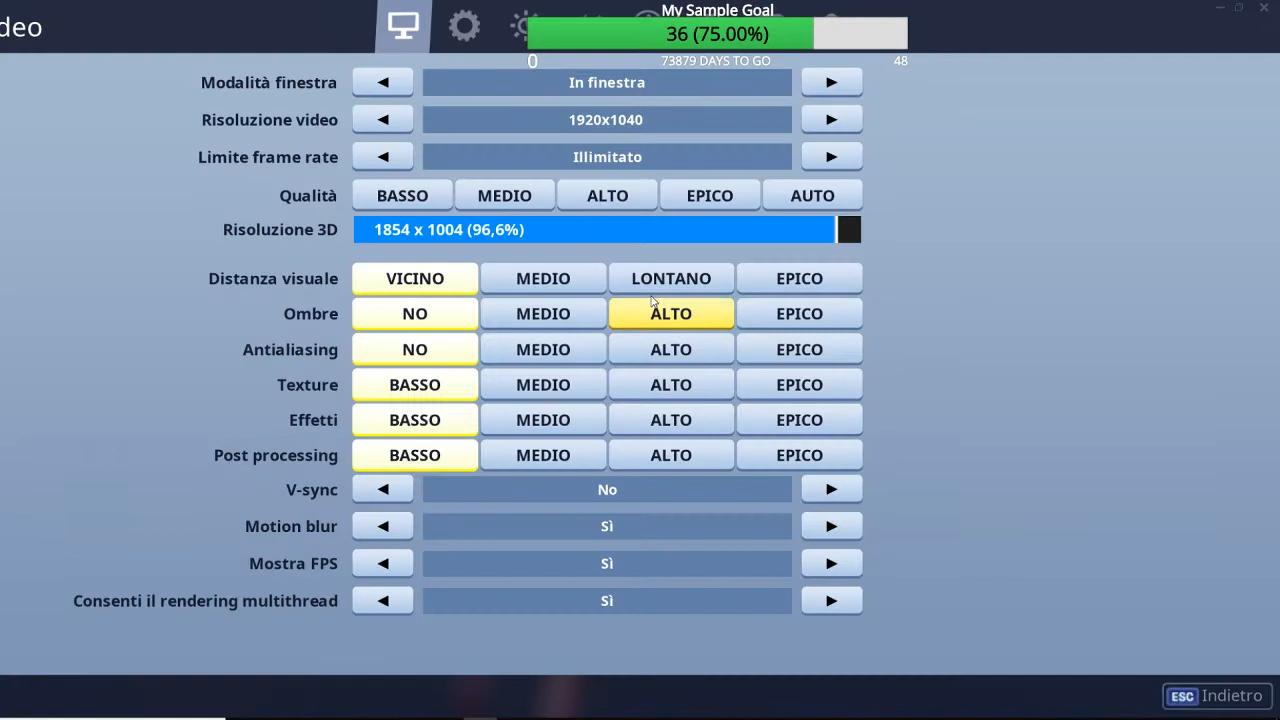 deo
My Sample Goal
36 (75.00%)
0 73879 DAYS TO GO 48
Modalità finestra ◀ In finestra ▶
Risoluzione video ◀ 1920x1040 ▶
Limite frame rate ◀ Illimitato ▶
Qualità BASSO MEDIO ALTO EPICO AUTO
Risoluzione 3D 1854 x 1004 (96,6%)
Distanza visuale VICINO MEDIO LONTANO EPICO
Ombre NO MEDIO ALTO EPICO
Antialiasing NO MEDIO ALTO EPICO
Texture BASSO MEDIO ALTO EPICO
Effetti BASSO MEDIO ALTO EPICO
Post processing BASSO MEDIO ALTO EPICO
V-sync ◀ No ▶
Motion blur ◀ Sì ▶
Mostra FPS ◀ Sì ▶
Consenti il rendering multithread ◀ Sì ▶
ESC Indietro